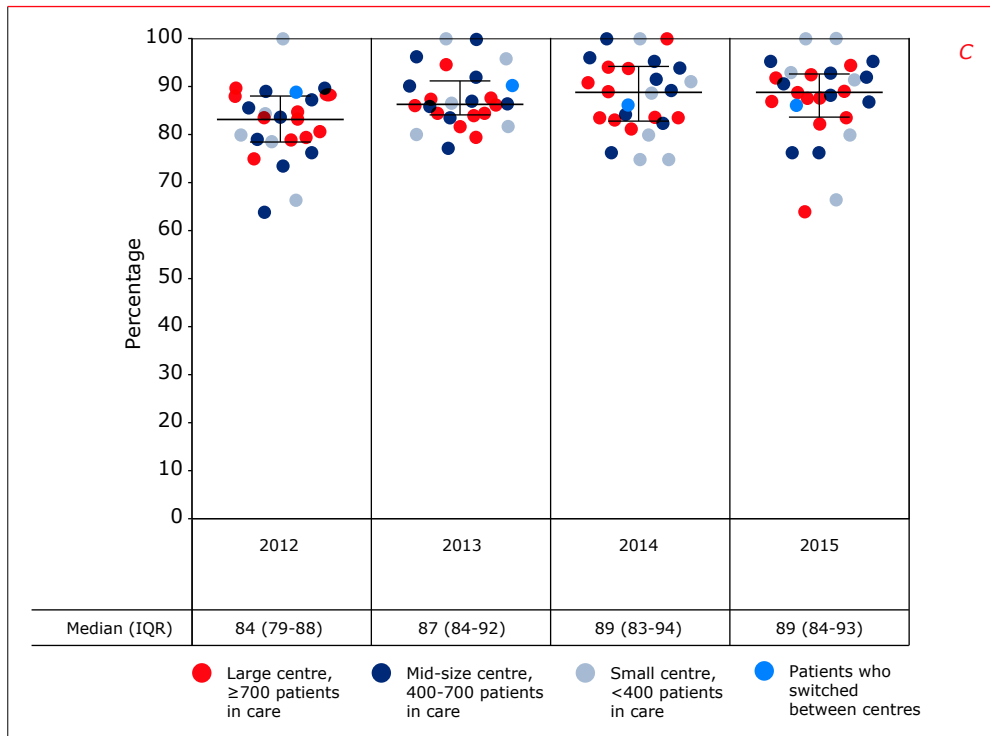 C
Percentage
100
90
80
70
60
50
40
30
20
10
0
2012 2013 2014 2015
Median (IQR) 84 (79-88) 87 (84-92) 89 (83-94) 89 (84-93)
Large centre,
≥700 patients
in care
Mid-size centre,
400-700 patients
in care
Small centre,
<400 patients
in care
Patients who
switched
between centres